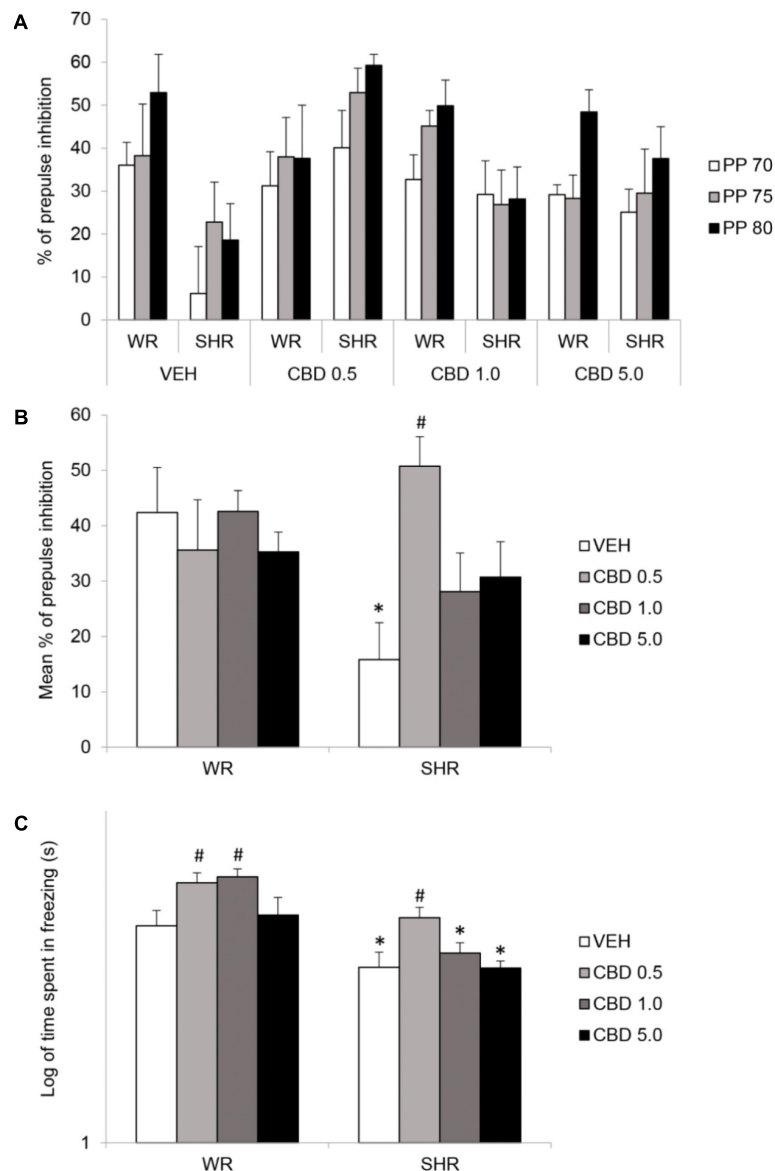 A
% of prepulse inhibition
70
60
50
40
30
20
10
0
WR SHR WR SHR WR SHR WR SHR
VEH CBD 0.5 CBD 1.0 CBD 5.0
PP 70
PP 75
PP 80
B
Mean % of prepulse inhibition
60
50
40
30
20
10
0
*
#
WR SHR
VEH
CBD 0.5
CBD 1.0
CBD 5.0
C
Log of time spent in freezing (s)
1
# #
* # * *
WR SHR
VEH
CBD 0.5
CBD 1.0
CBD 5.0